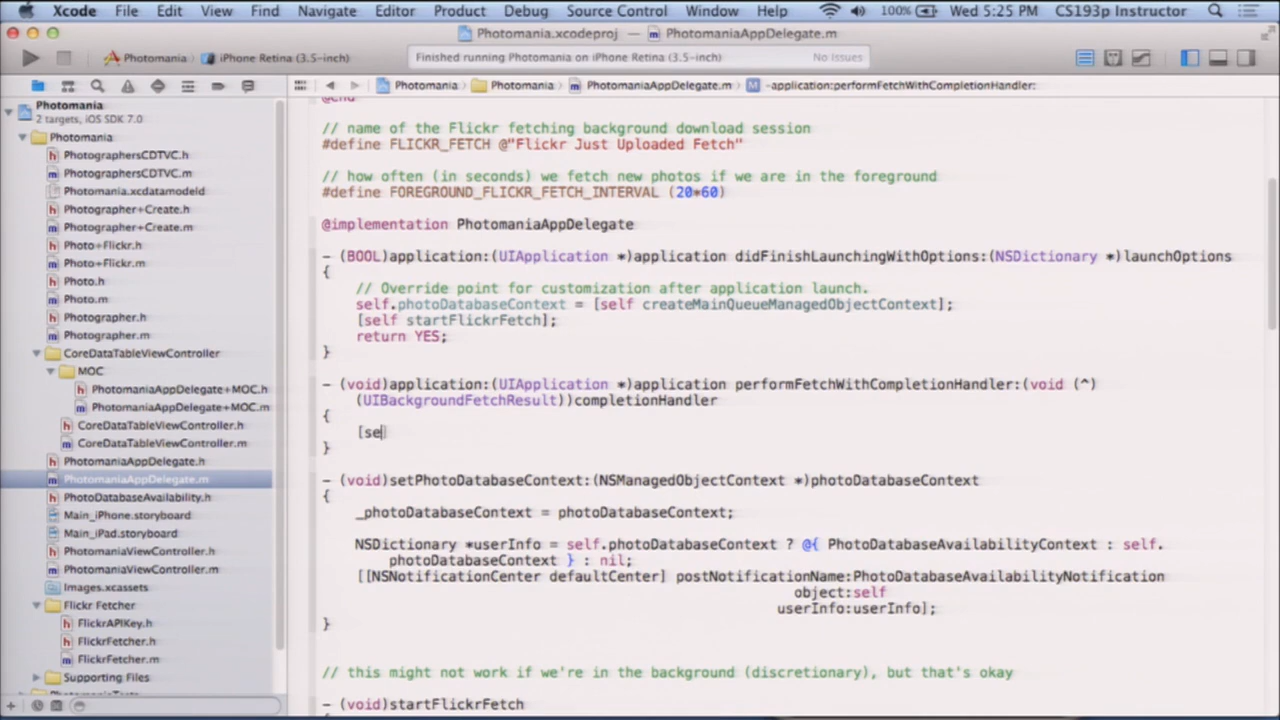 Xcode File Edit View Find Navigate Editor Product Debug Source Control Window Help 100% Wed 5:25 PM CS193p Instructor
Photomania.xcodeproj — PhotomaniaAppDelegate.m
Photomania iPhone Retina (3.5-inch) Finished running Photomania on iPhone Retina (3.5-inch) No Issues
Photomania Photomania PhotomaniaAppDelegate.m -application:performFetchWithCompletionHandler:
Photomania
2 targets, iOS SDK 7.0
Photomania
PhotographersCDTVC.h
PhotographersCDTVC.m
Photomania.xcdatamodeld
Photographer+Create.h
Photographer+Create.m
Photo+Flickr.h
Photo+Flickr.m
Photo.h
Photo.m
Photographer.h
Photographer.m
CoreDataTableViewController
MOC
PhotomaniaAppDelegate+MOC.h
PhotomaniaAppDelegate+MOC.m
CoreDataTableViewController.h
CoreDataTableViewController.m
PhotomaniaAppDelegate.h
PhotomaniaAppDelegate.m
PhotoDatabaseAvailability.h
Main_iPhone.storyboard
Main_iPad.storyboard
PhotomaniaViewController.h
PhotomaniaViewController.m
Images.xcassets
Flickr Fetcher
FlickrAPIKey.h
FlickrFetcher.h
FlickrFetcher.m
Supporting Files
PhotomaniaTests
@end
// name of the Flickr fetching background download session
#define FLICKR_FETCH @"Flickr Just Uploaded Fetch"
// how often (in seconds) we fetch new photos if we are in the foreground
#define FOREGROUND_FLICKR_FETCH_INTERVAL (20*60)
@implementation PhotomaniaAppDelegate
- (BOOL)application:(UIApplication *)application didFinishLaunchingWithOptions:(NSDictionary *)launchOptions
{
// Override point for customization after application launch.
self.photoDatabaseContext = [self createMainQueueManagedObjectContext];
[self startFlickrFetch];
return YES;
}
- (void)application:(UIApplication *)application performFetchWithCompletionHandler:(void (^)
(UIBackgroundFetchResult))completionHandler
{
[se
}
- (void)setPhotoDatabaseContext:(NSManagedObjectContext *)photoDatabaseContext
{
_photoDatabaseContext = photoDatabaseContext;
NSDictionary *userInfo = self.photoDatabaseContext ? @{ PhotoDatabaseAvailabilityContext : self.
photoDatabaseContext } : nil;
[[NSNotificationCenter defaultCenter] postNotificationName:PhotoDatabaseAvailabilityNotification
object:self
userInfo:userInfo];
}
// this might not work if we're in the background (discretionary), but that's okay
- (void)startFlickrFetch